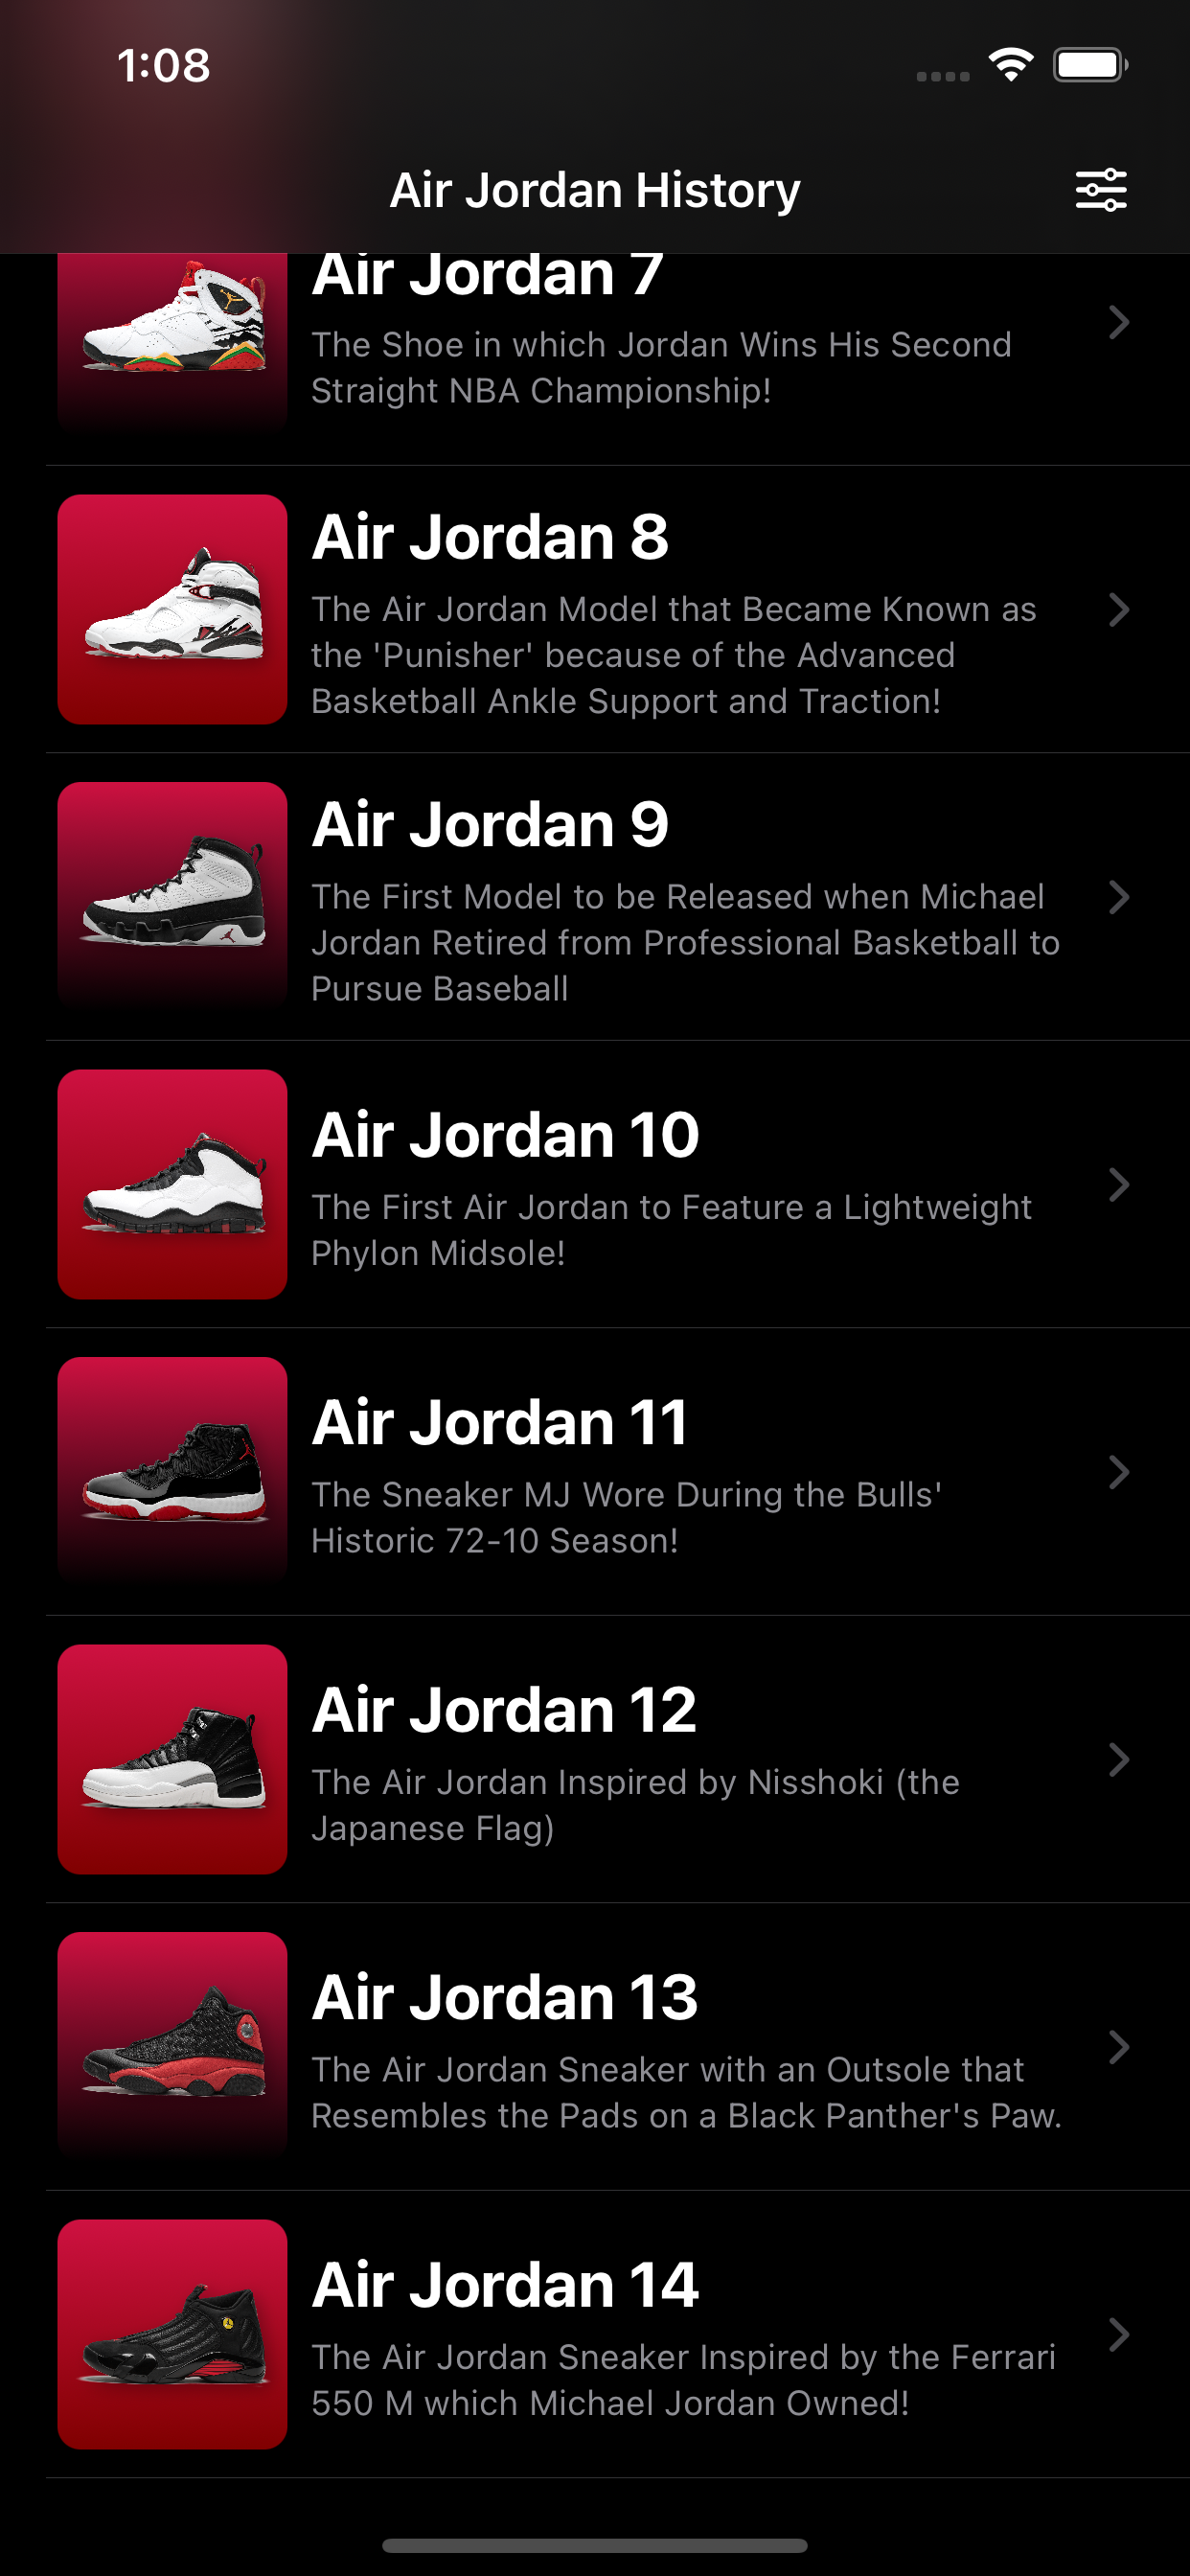 1:08
Air Jordan History
Air Jordan 7
The Shoe in which Jordan Wins His Second
Straight NBA Championship!
Air Jordan 8
The Air Jordan Model that Became Known as
the 'Punisher' because of the Advanced
Basketball Ankle Support and Traction!
Air Jordan 9
The First Model to be Released when Michael
Jordan Retired from Professional Basketball to
Pursue Baseball
Air Jordan 10
The First Air Jordan to Feature a Lightweight
Phylon Midsole!
Air Jordan 11
The Sneaker MJ Wore During the Bulls'
Historic 72-10 Season!
Air Jordan 12
The Air Jordan Inspired by Nisshoki (the
Japanese Flag)
Air Jordan 13
The Air Jordan Sneaker with an Outsole that
Resembles the Pads on a Black Panther's Paw.
Air Jordan 14
The Air Jordan Sneaker Inspired by the Ferrari
550 M which Michael Jordan Owned!